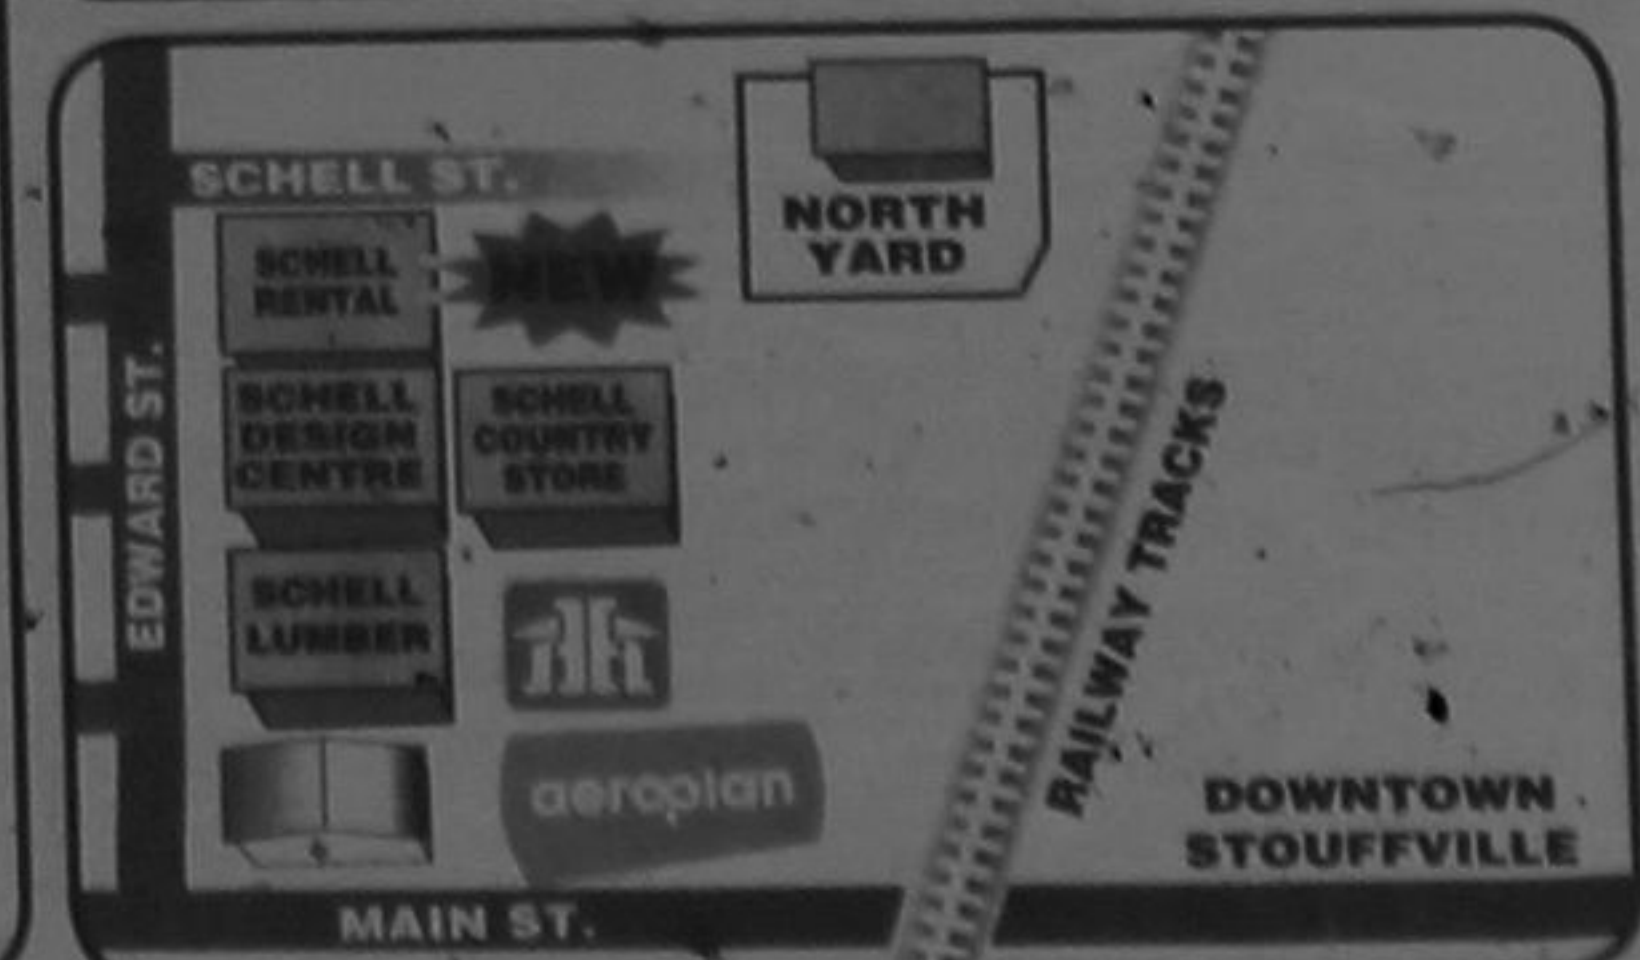 SCHELL ST.
NORTH
YARD
SCHELL
RENTAL
NEW
SCHELL
DESIGN
CENTRE
SCHELL
COUNTRY
STORE
EDWARD ST.
SCHELL
LUMBER
RAILWAY TRACKS
aeroplan
DOWNTOWN
STOUFFVILLE
MAIN ST.